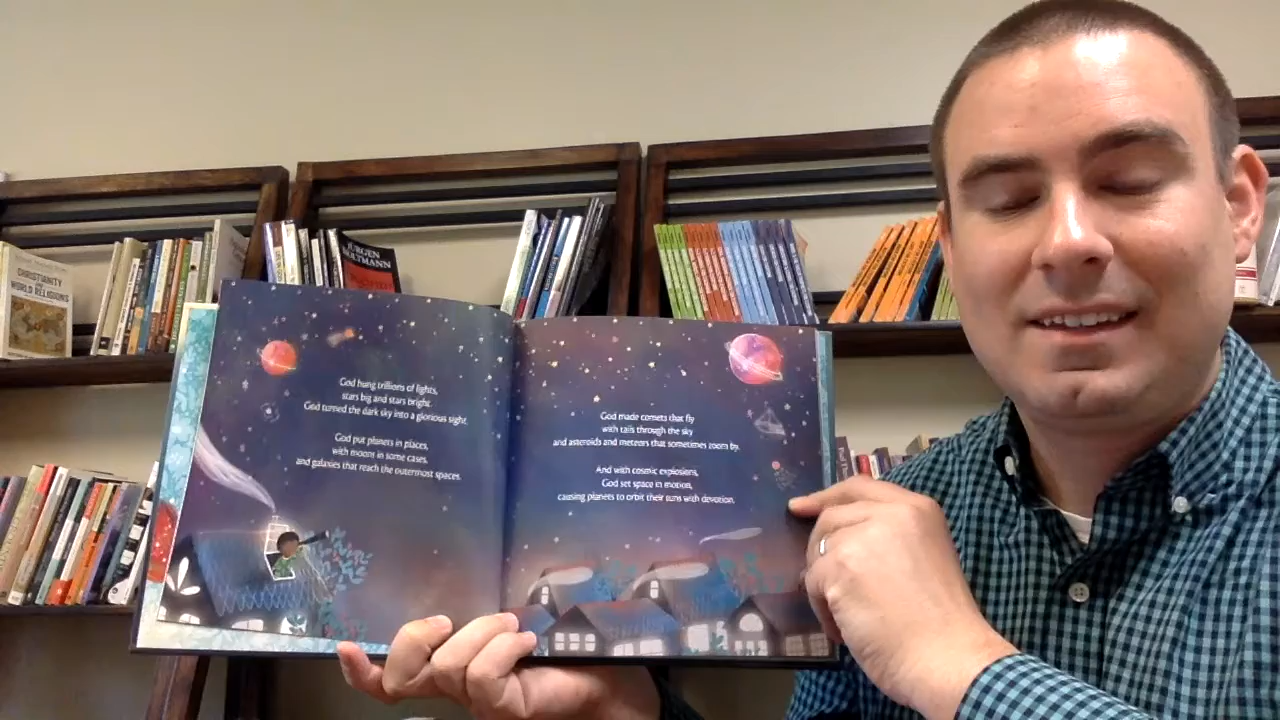 CHRISTIANITY
AND
WORLD RELIGIONS
JÜRGEN
MOLTMANN
God hung trillions of lights,
stars big and stars bright.
God turned the dark sky into a glorious sight.
God put planets in places,
with moons in some cases,
and galaxies that reach the outermost spaces.
God made comets that fly
with tails through the sky
and asteroids and meteors that sometimes zoom by.
And with cosmic explosions,
God set space in motion,
causing planets to orbit their suns with devotion.